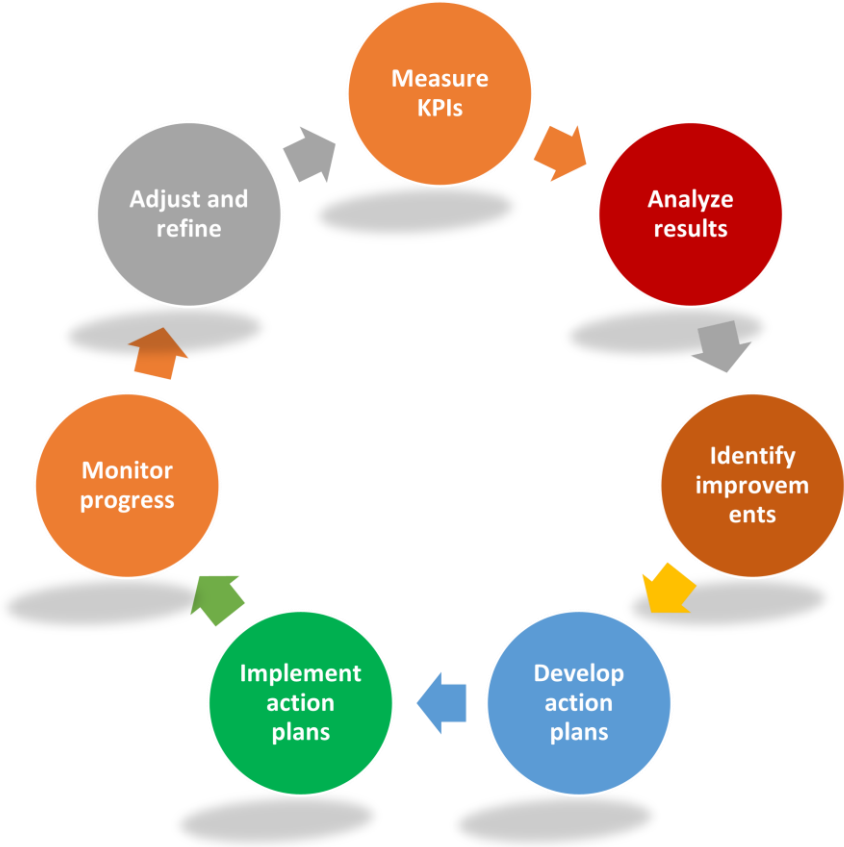 Measure
KPIs
Analyze
results
Identify
improvem
ents
Develop
action
plans
Implement
action
plans
Monitor
progress
Adjust and
refine